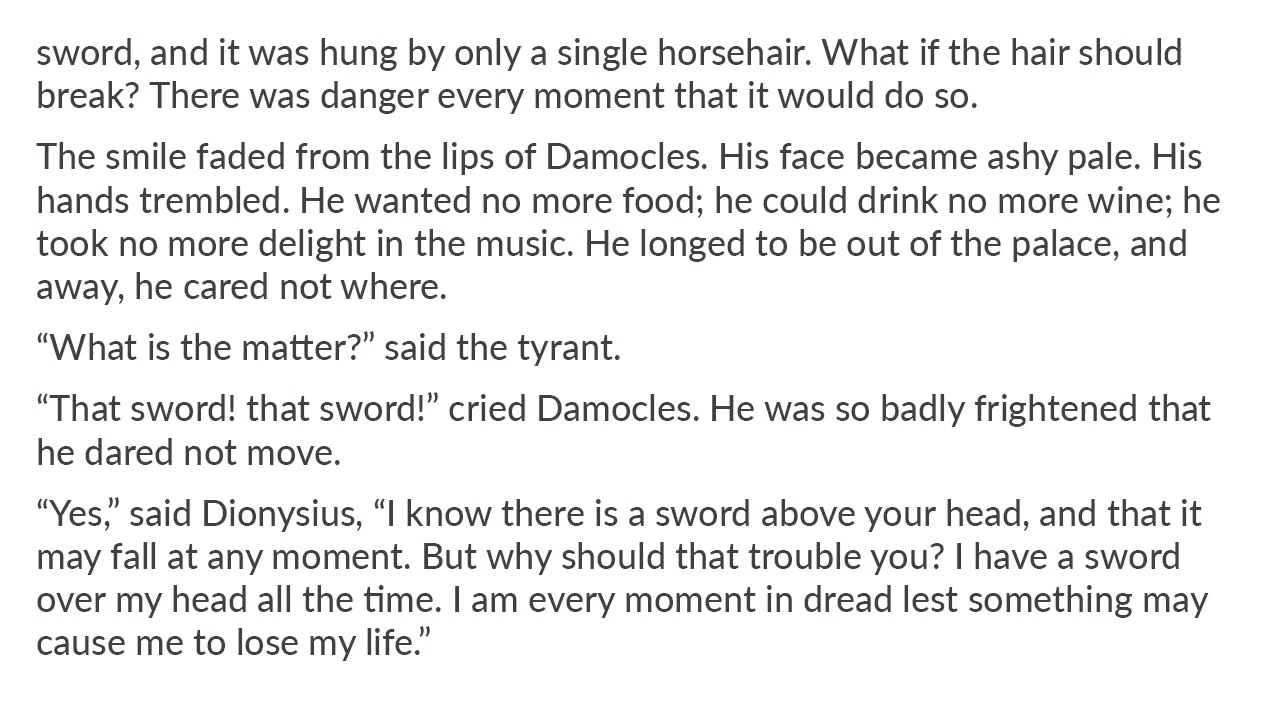 sword, and it was hung by only a single horsehair. What if the hair should
break? There was danger every moment that it would do so.
The smile faded from the lips of Damocles. His face became ashy pale. His
hands trembled. He wanted no more food; he could drink no more wine; he
took no more delight in the music. He longed to be out of the palace, and
away, he cared not where.
“What is the matter?” said the tyrant.
“That sword! that sword!” cried Damocles. He was so badly frightened that
he dared not move.
“Yes,” said Dionysius, “I know there is a sword above your head, and that it
may fall at any moment. But why should that trouble you? I have a sword
over my head all the time. I am every moment in dread lest something may
cause me to lose my life.”